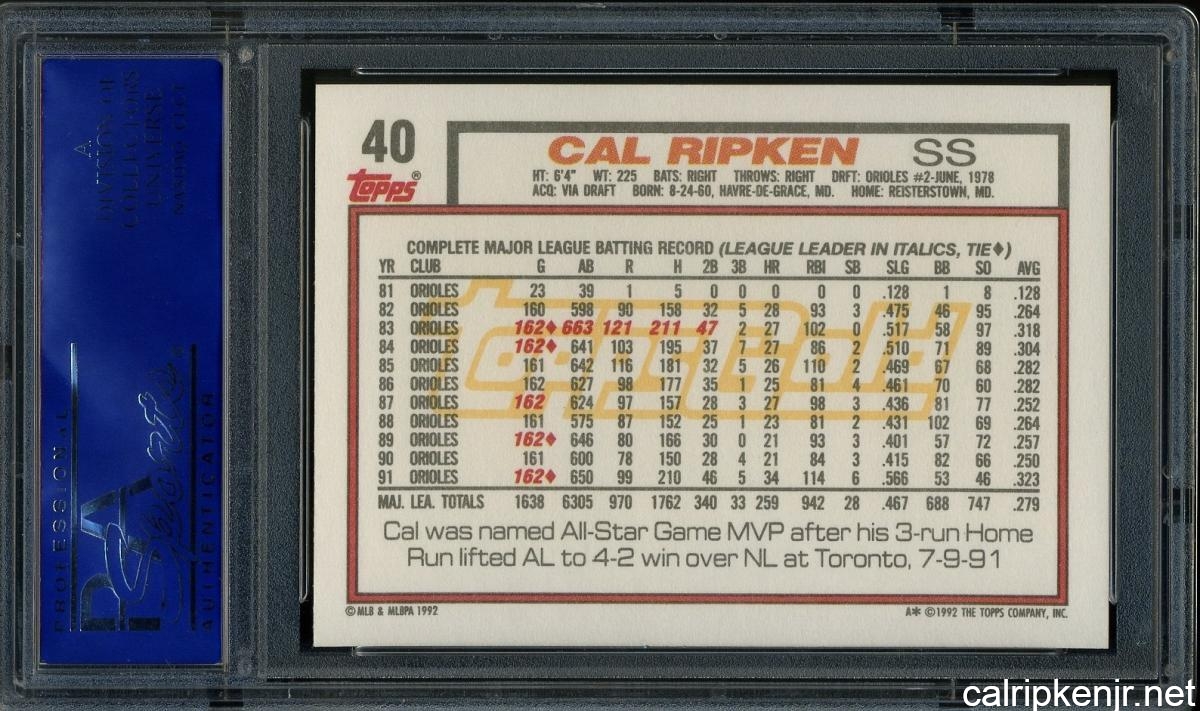 A
DIVISION OF
COLLECTORS
UNIVERSE
NASDAQ: CLCT
PROFESSIONAL
PSA
Sports
AUTHENTICATOR
40
topps®
CAL RIPKEN SS
HT: 6'4" WT: 225 BATS: RIGHT THROWS: RIGHT DRFT: ORIOLES #2-JUNE, 1978
ACQ: VIA DRAFT BORN: 8-24-60, HAVRE-DE-GRACE, MD. HOME: REISTERSTOWN, MD.
COMPLETE MAJOR LEAGUE BATTING RECORD (LEAGUE LEADER IN ITALICS, TIE♦)
YR CLUB G AB R H 2B 3B HR RBI SB SLG BB SO AVG
81 ORIOLES 23 39 1 5 0 0 0 0 0 .128 1 8 .128
82 ORIOLES 160 598 90 158 32 5 28 93 3 .475 46 95 .264
83 ORIOLES 162♦ 663 121 211 47 2 27 102 0 .517 58 97 .318
84 ORIOLES 162♦ 641 103 195 37 7 27 86 2 .510 71 89 .304
85 ORIOLES 161 642 116 181 32 5 26 110 2 .469 67 68 .282
86 ORIOLES 162 627 98 177 35 1 25 81 4 .461 70 60 .282
87 ORIOLES 162 624 97 157 28 3 27 98 3 .436 81 77 .252
88 ORIOLES 161 575 87 152 25 1 23 81 2 .431 102 69 .264
89 ORIOLES 162♦ 646 80 166 30 0 21 93 3 .401 57 72 .257
90 ORIOLES 161 600 78 150 28 4 21 84 3 .415 82 66 .250
91 ORIOLES 162♦ 650 99 210 46 5 34 114 6 .566 53 46 .323
MAJ. LEA. TOTALS 1638 6305 970 1762 340 33 259 942 28 .467 688 747 .279
toppsGold
Cal was named All-Star Game MVP after his 3-run Home
Run lifted AL to 4-2 win over NL at Toronto, 7-9-91
©MLB & MLBPA 1992
A* ©1992 THE TOPPS COMPANY, INC.
calripkenjr.net